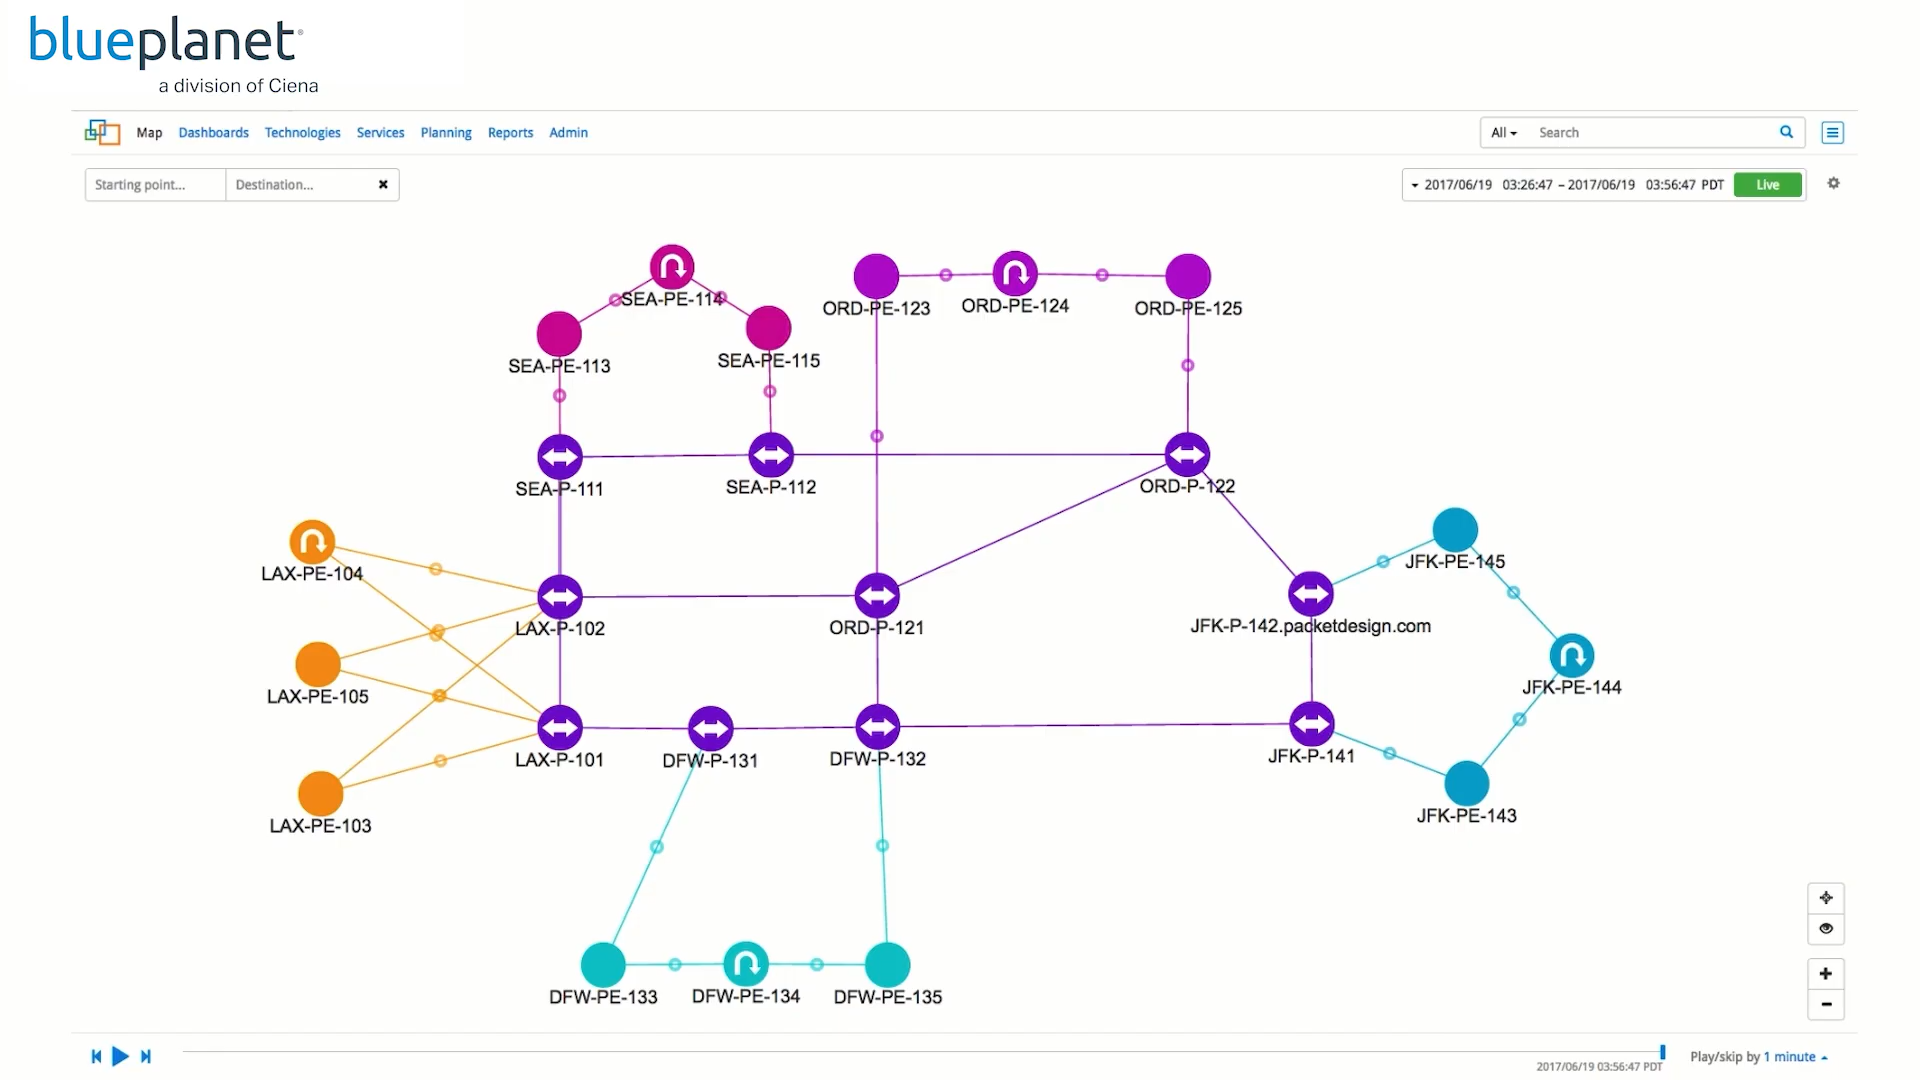 blueplanet®
a division of Ciena
Map Dashboards Technologies Services Planning Reports Admin All Search
Starting point... Destination... 2017/06/19 03:26:47 – 2017/06/19 03:56:47 PDT Live
SEA-PE-114
ORD-PE-123 ORD-PE-124 ORD-PE-125
SEA-PE-113 SEA-PE-115
SEA-P-111 SEA-P-112 ORD-P-122
JFK-PE-145
LAX-PE-104
LAX-P-102 ORD-P-121 JFK-P-142.packetdesign.com
LAX-PE-105 JFK-PE-144
LAX-P-101 DFW-P-131 DFW-P-132 JFK-P-141
LAX-PE-103 JFK-PE-143
DFW-PE-133 DFW-PE-134 DFW-PE-135
2017/06/19 03:56:47 PDT Play/skip by 1 minute